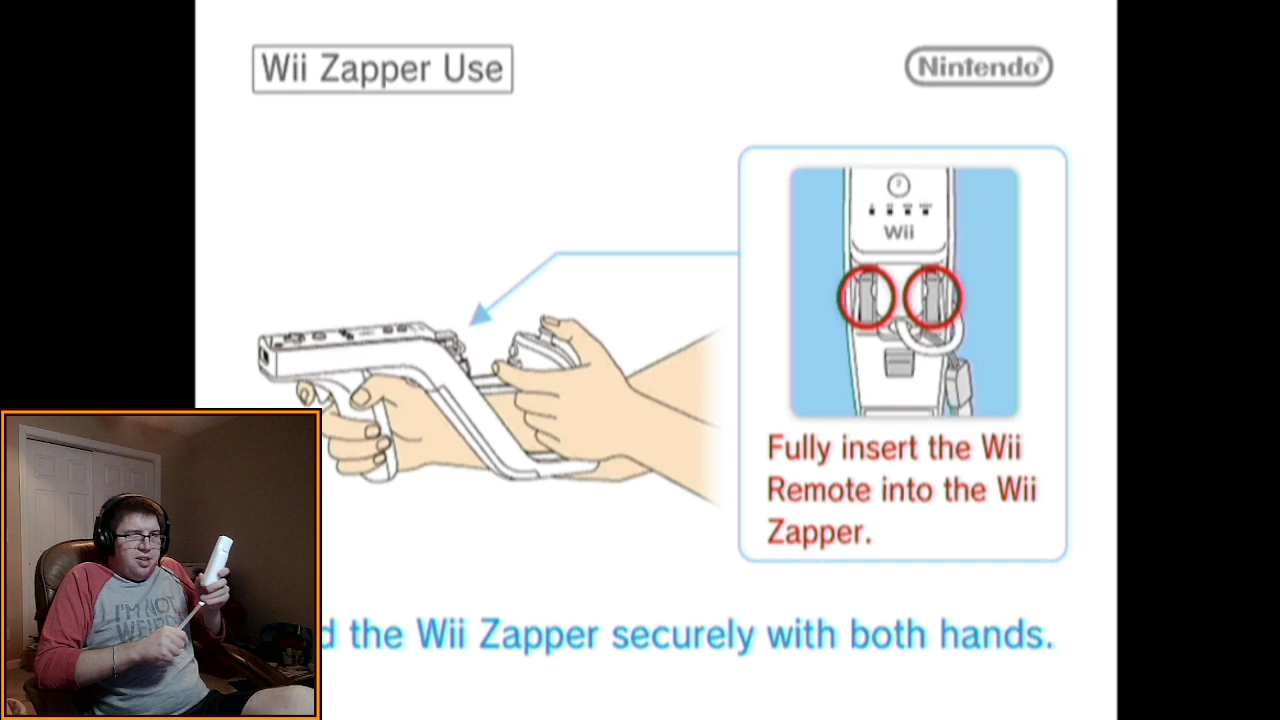 Wii Zapper Use
Nintendo®
Wii
Fully insert the Wii
Remote into the Wii
Zapper.
d the Wii Zapper securely with both hands.
I'M NOT